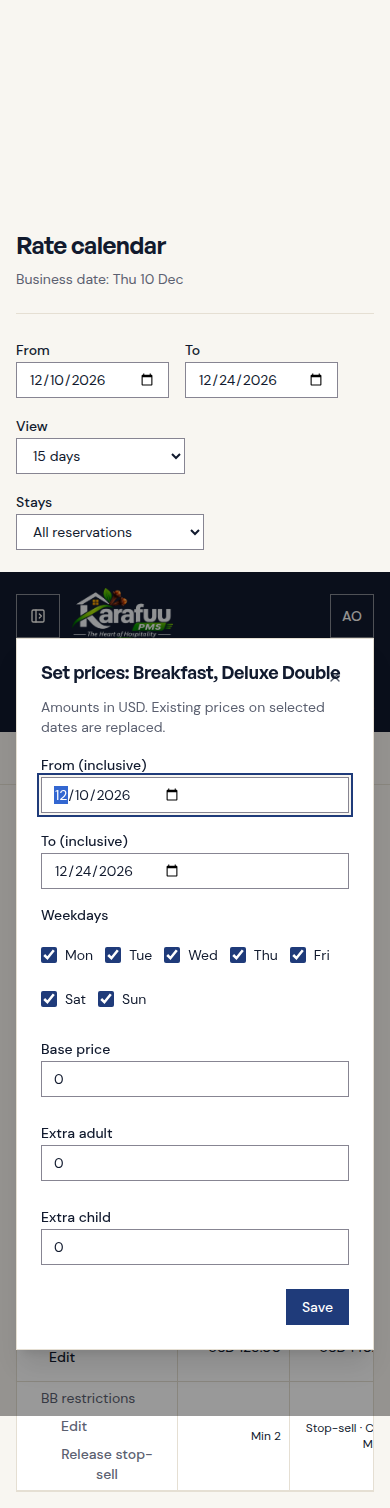 Rate calendar
Business date: Thu 10 Dec
From
To
12/10/2026
12/24/2026
View
15 days
Stays
All reservations
Karafuu
PMS
The Heart of Hospitality
AO
Set prices: Breakfast, Deluxe Double
Amounts in USD. Existing prices on selected
dates are replaced.
From (inclusive)
12/10/2026
To (inclusive)
12/24/2026
Weekdays
Mon Tue Wed Thu Fri
Sat Sun
Base price
0
Extra adult
0
Extra child
0
Save
Edit
BB restrictions
Edit
Min 2
Stop-sell ·
Release stop-
sell